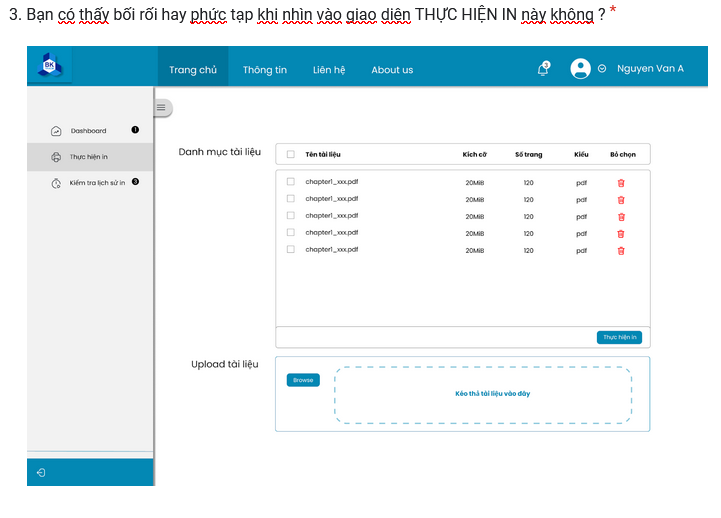 3. Bạn có thấy bối rối hay phức tạp khi nhìn vào giao diện THỰC HIỆN IN này không ? *
BK
Trang chủ Thông tin Liên hệ About us 3 Nguyen Van A
Dashboard 1
Thực hiện in
Kiểm tra lịch sử in 3
Danh mục tài liệu
Tên tài liệu Kích cỡ Số trang Kiểu Bỏ chọn
chapter1_xxx.pdf 20MiB 120 pdf
chapter1_xxx.pdf 20MiB 120 pdf
chapter1_xxx.pdf 20MiB 120 pdf
chapter1_xxx.pdf 20MiB 120 pdf
chapter1_xxx.pdf 20MiB 120 pdf
Thực hiện in
Upload tài liệu
Browse
Kéo thả tài liệu vào đây